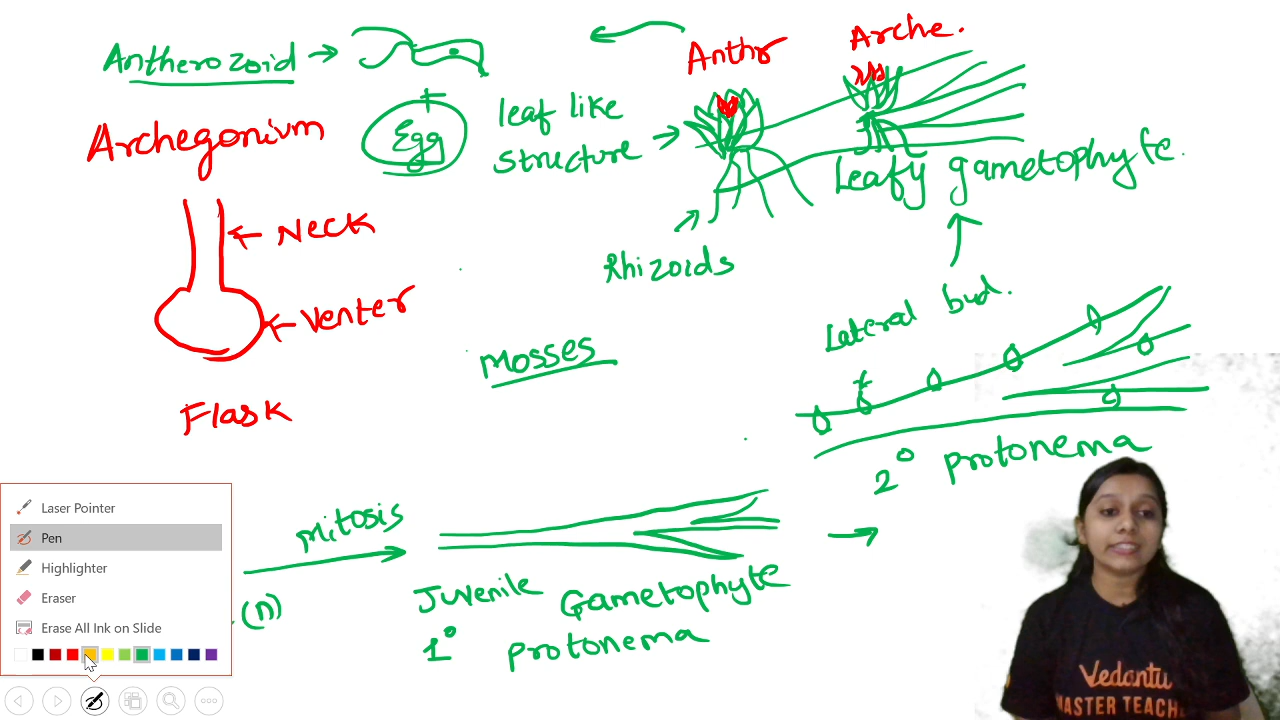 Antherozoid →
Archegonium
+
Egg
leaf like
structure →
Anthr
Arche.
Leafy gametophyte.
← Neck
← Venter
Flask
Rhizoids
Mosses
Lateral bud.
2° protonema
mitosis
(n)
Juvenile Gametophyte
1° protonema
Laser Pointer
Pen
Highlighter
Eraser
Erase All Ink on Slide
Vedantu
MASTER TEACH